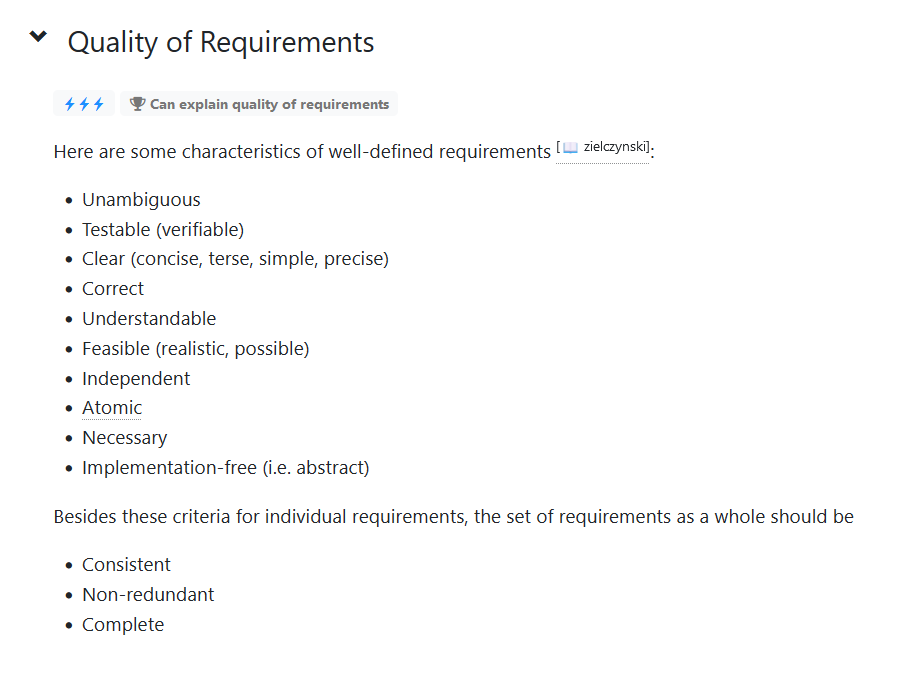 Quality of Requirements
Can explain quality of requirements
Here are some characteristics of well-defined requirements [ zielczynski]:
• Unambiguous
• Testable (verifiable)
• Clear (concise, terse, simple, precise)
• Correct
• Understandable
• Feasible (realistic, possible)
• Independent
• Atomic
• Necessary
• Implementation-free (i.e. abstract)
Besides these criteria for individual requirements, the set of requirements as a whole should be
• Consistent
• Non-redundant
• Complete